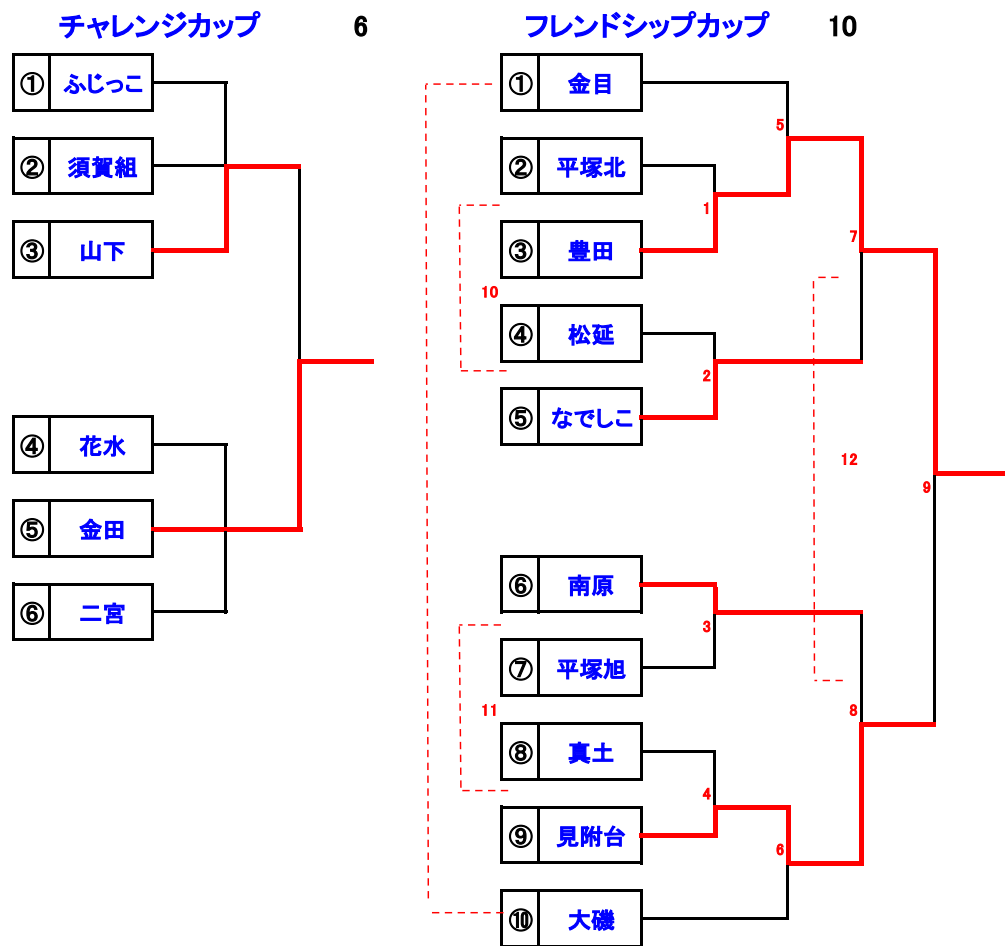 チャレンジカップ 6
① ふじっこ
② 須賀組
③ 山下
④ 花水
⑤ 金田
⑥ 二宮
フレンドシップカップ 10
① 金目
② 平塚北
③ 豊田
④ 松延
⑤ なでしこ
⑥ 南原
⑦ 平塚旭
⑧ 真土
⑨ 見附台
⑩ 大磯
5
1
7
10
2
12
9
3
11
8
4
6